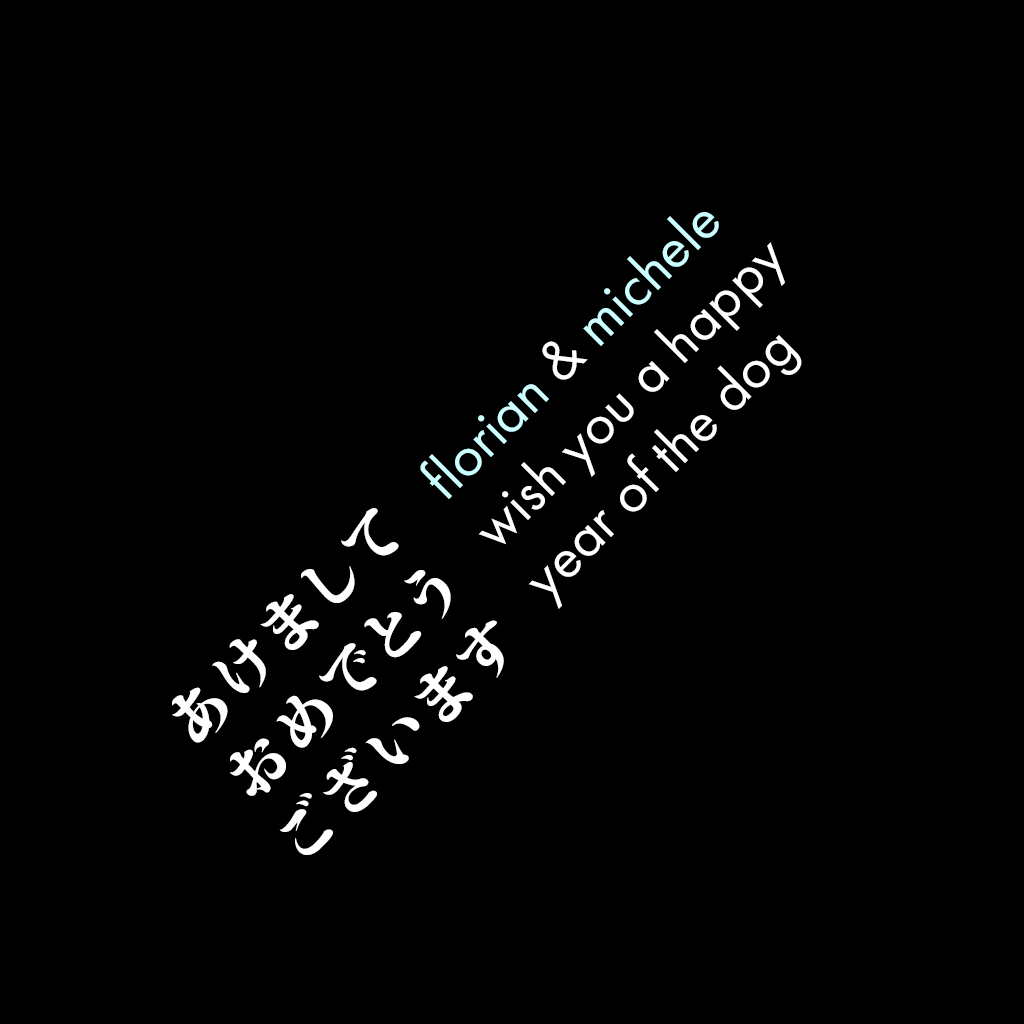 あけまして
おめでとう
ございます
florian & michele
wish you a happy
year of the dog